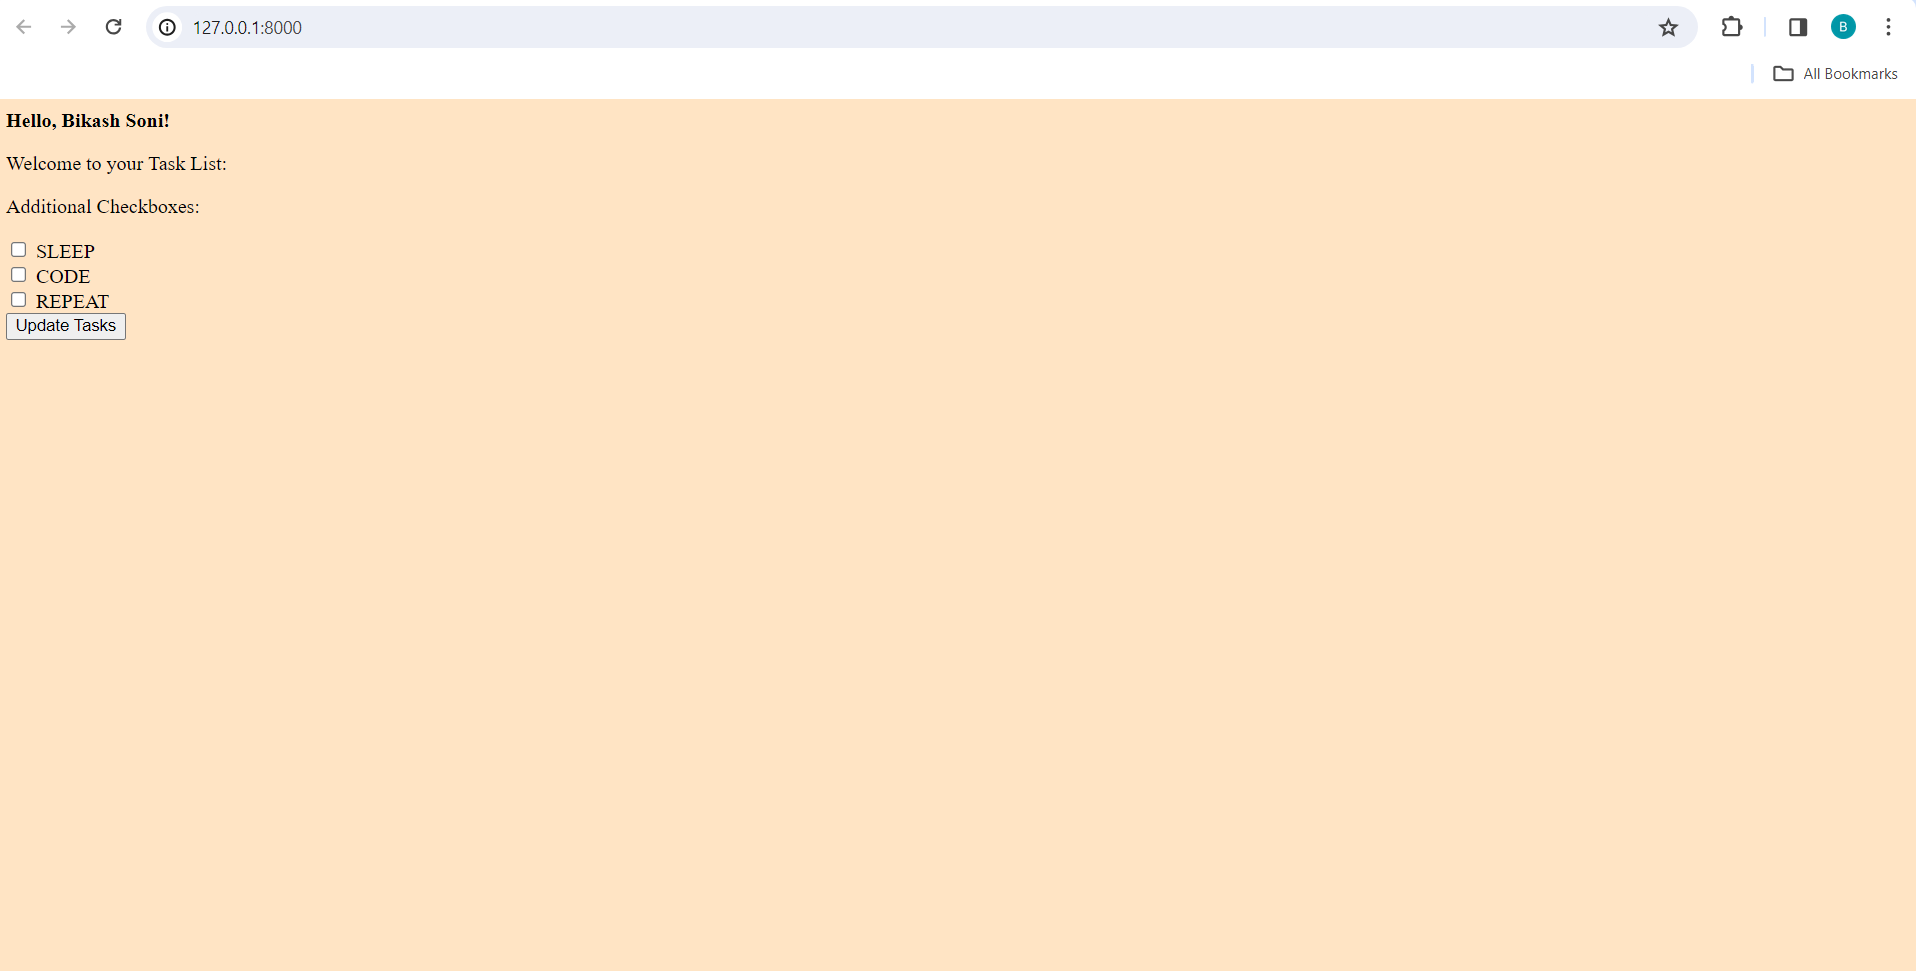 127.0.0.1:8000
B
All Bookmarks
Hello, Bikash Soni!
Welcome to your Task List:
Additional Checkboxes:
SLEEP
CODE
REPEAT
Update Tasks